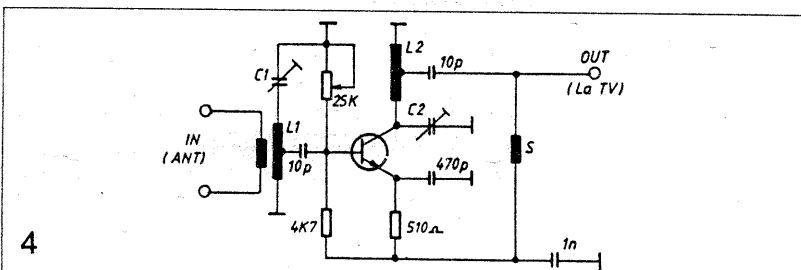 L2
10p
OUT
(La TV)
C1
25K
C2
IN
(ANT)
L1
10p
470p
S
4K7
510Ω
1n
4